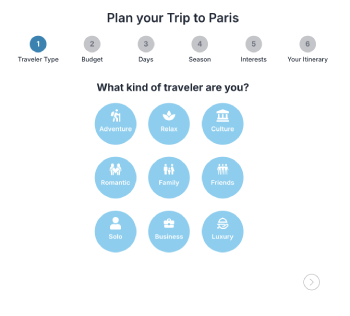 Plan your Trip to Paris
1 2 3 4 5 6
Traveler Type Budget Days Season Interests Your Itinerary
What kind of traveler are you?
Adventure Relax Culture
Romantic Family Friends
Solo Business Luxury